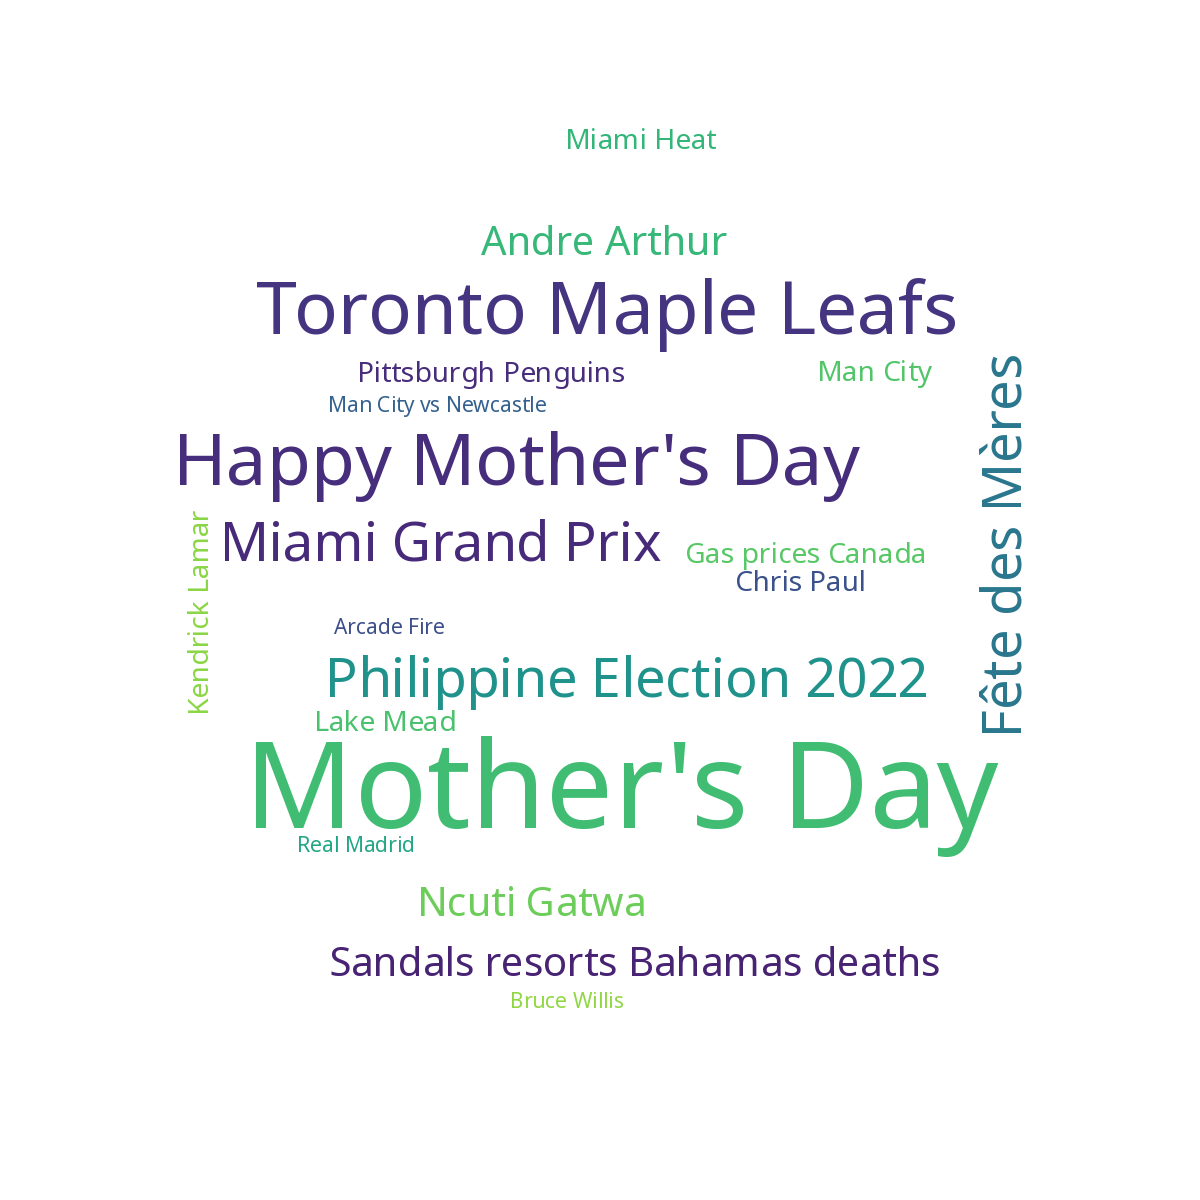 Miami Heat
Andre Arthur
Toronto Maple Leafs
Pittsburgh Penguins
Man City
Man City vs Newcastle
Happy Mother's Day
Fête des Mères
Miami Grand Prix
Gas prices Canada
Chris Paul
Kendrick Lamar
Arcade Fire
Philippine Election 2022
Lake Mead
Mother's Day
Real Madrid
Ncuti Gatwa
Sandals resorts Bahamas deaths
Bruce Willis